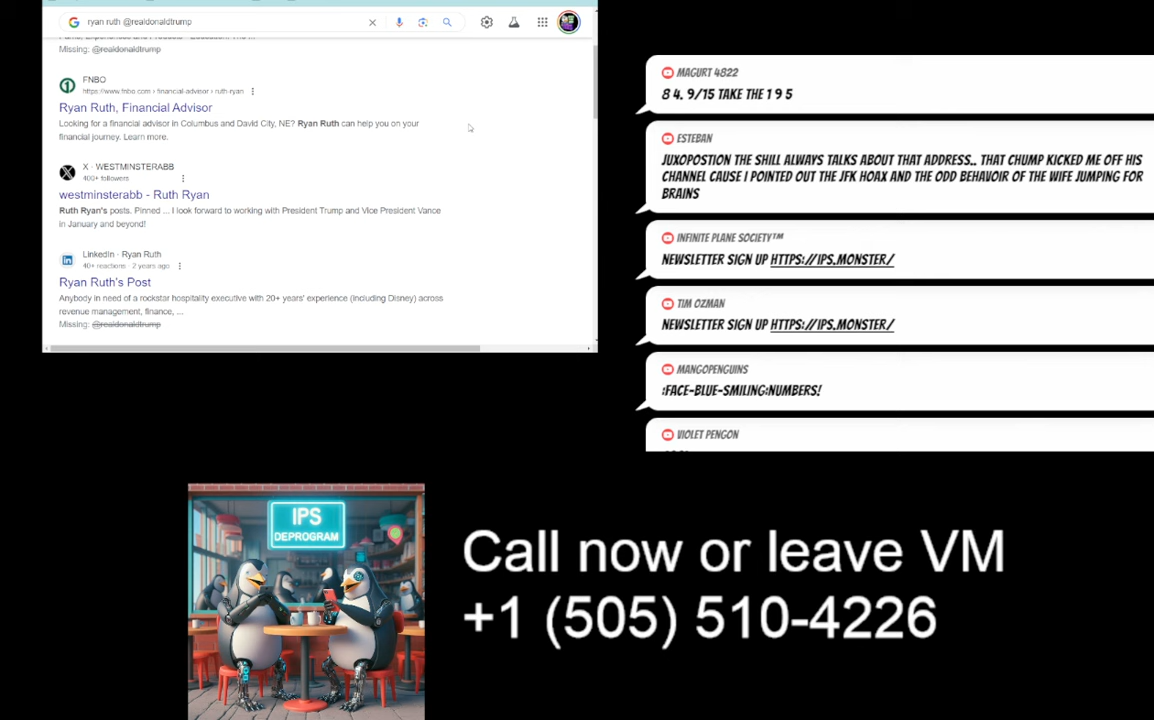 ryan ruth @realdonaldtrump
Missing: @realdonaldtrump
FNBO
https://www.fnbo.com › financial-advisor › ruth-ryan
Ryan Ruth, Financial Advisor
Looking for a financial advisor in Columbus and David City, NE? Ryan Ruth can help you on your
financial journey. Learn more.
X · WESTMINSTERABB
400+ followers
westminsterabb - Ruth Ryan
Ruth Ryan's posts. Pinned ... I look forward to working with President Trump and Vice President Vance
in January and beyond!
LinkedIn · Ryan Ruth
40+ reactions · 2 years ago
Ryan Ruth's Post
Anybody in need of a rockstar hospitality executive with 20+ years' experience (including Disney) across
revenue management, finance, ...
Missing: @realdonaldtrump
MAGURT 4822
8 4. 9/15 TAKE THE 1 9 5
ESTEBAN
JUXOPOSTION THE SHILL ALWAYS TALKS ABOUT THAT ADDRESS.. THAT CHUMP KICKED ME OFF HIS
CHANNEL CAUSE I POINTED OUT THE JFK HOAX AND THE ODD BEHAVOIR OF THE WIFE JUMPING FOR
BRAINS
INFINITE PLANE SOCIETY™
NEWSLETTER SIGN UP HTTPS://IPS.MONSTER/
TIM OZMAN
NEWSLETTER SIGN UP HTTPS://IPS.MONSTER/
MANGOPENGUINS
:FACE-BLUE-SMILING:NUMBERS!
VIOLET PENGON
IPS
DEPROGRAM
Call now or leave VM
+1 (505) 510-4226